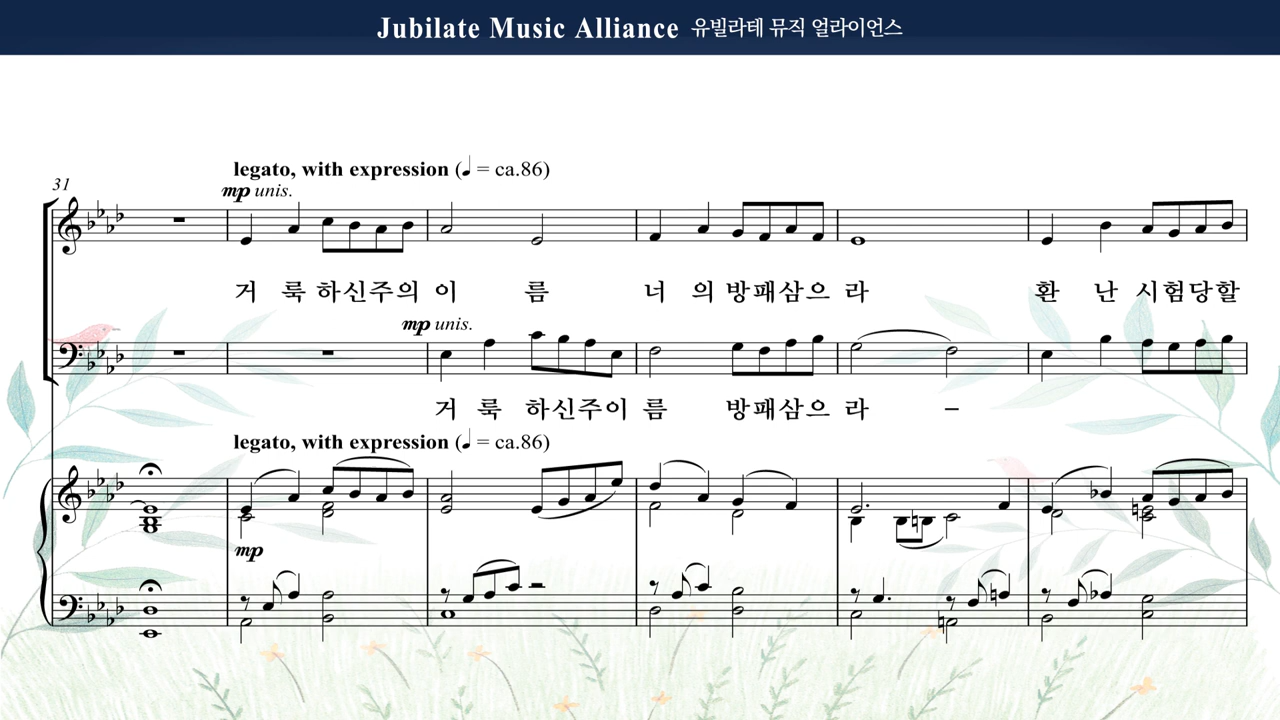 Jubilate Music Alliance 유빌라테 뮤직 얼라이언스
legato, with expression (♩ = ca.86)
31
mp unis.
거 룩 하신주의 이 름 너 의 방패삼으 라 환 난 시험당할
mp unis.
거 룩 하신주이 름 방패삼으 라 –
legato, with expression (♩ = ca.86)
mp